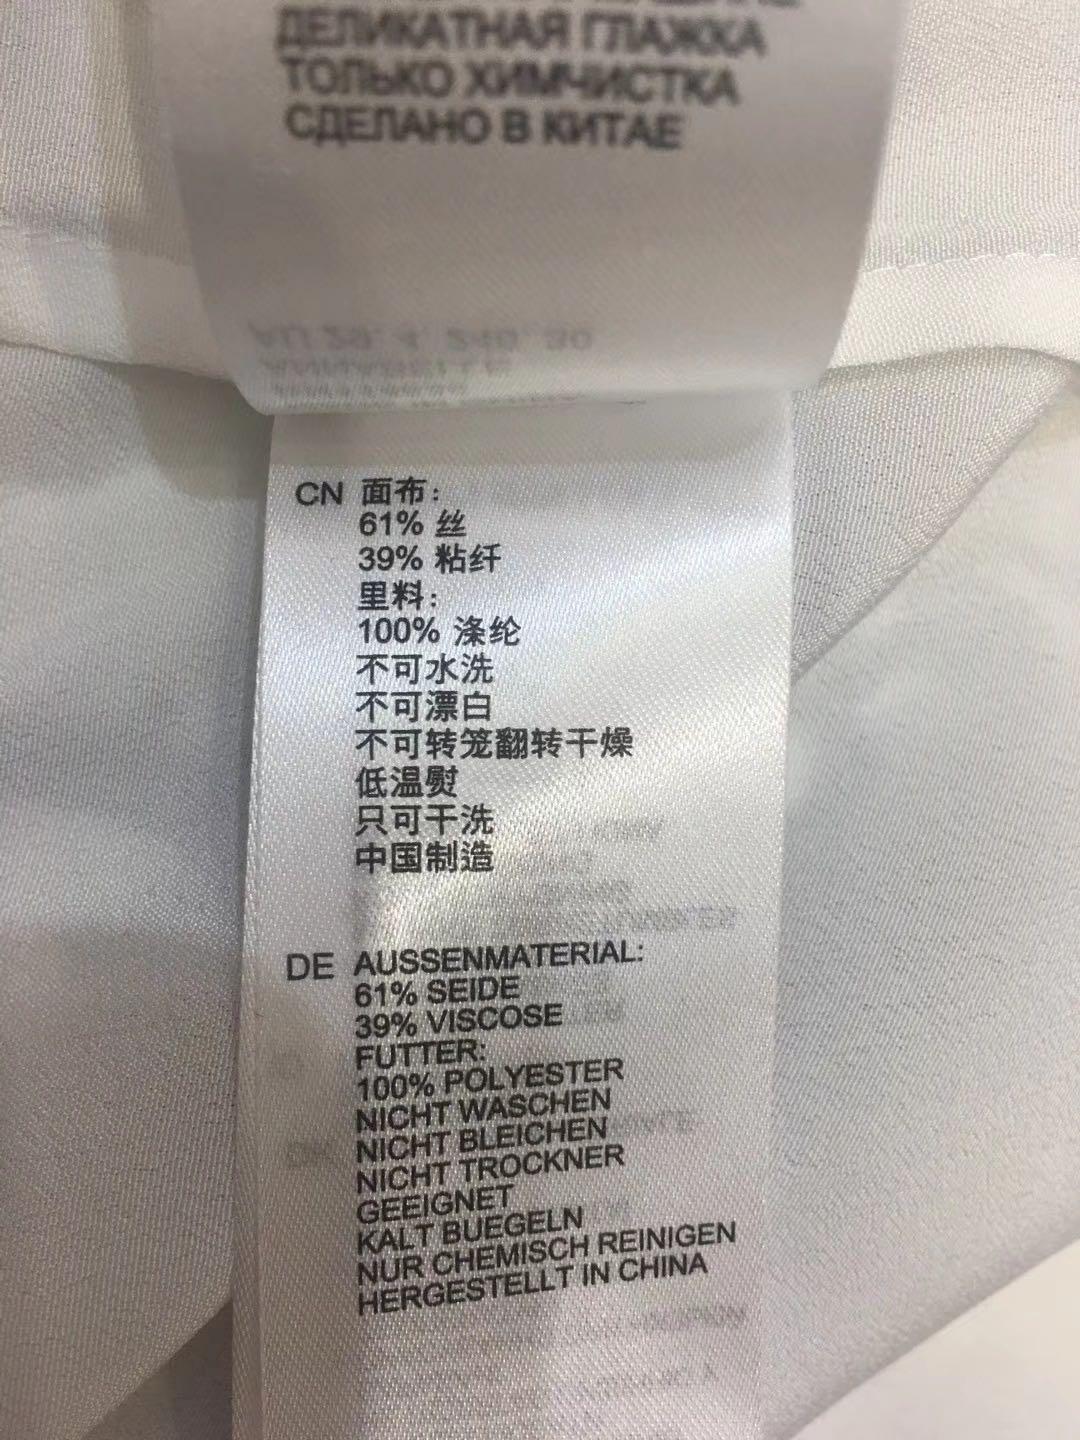 ДЕЛИКАТНАЯ ГЛАЖКА
ТОЛЬКО ХИМЧИСТКА
СДЕЛАНО В КИТАЕ
CN 面布:
61% 丝
39% 粘纤
里料:
100% 涤纶
不可水洗
不可漂白
不可转笼翻转干燥
低温熨
只可干洗
中国制造
DE AUSSENMATERIAL:
61% SEIDE
39% VISCOSE
FUTTER:
100% POLYESTER
NICHT WASCHEN
NICHT BLEICHEN
NICHT TROCKNER
GEEIGNET
KALT BUEGELN
NUR CHEMISCH REINIGEN
HERGESTELLT IN CHINA